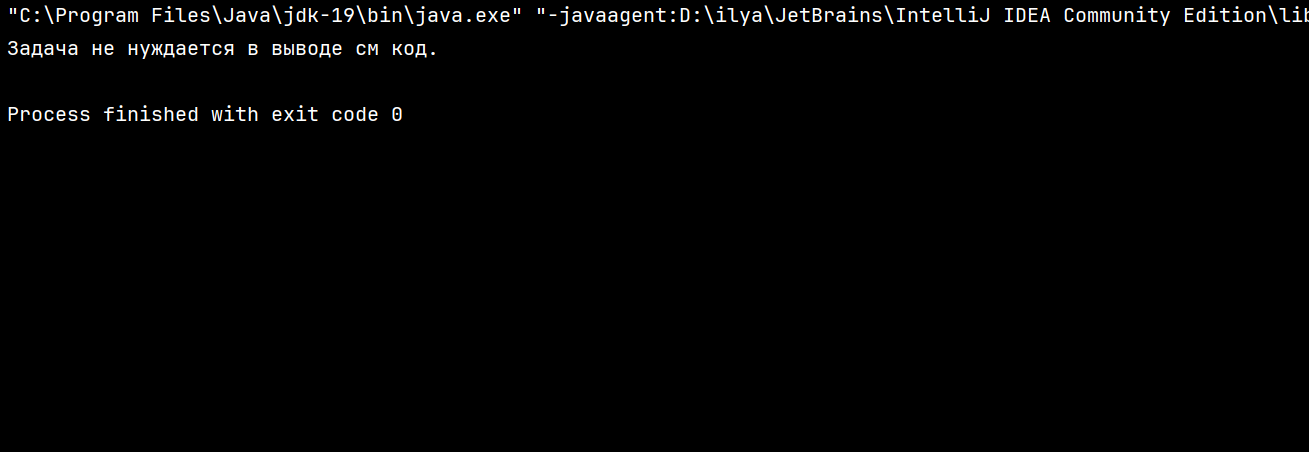 "C:\Program Files\Java\jdk-19\bin\java.exe" "-javaagent:D:\ilya\JetBrains\IntelliJ IDEA Community Edition\lib
Задача не нуждается в выводе см код.
Process finished with exit code 0